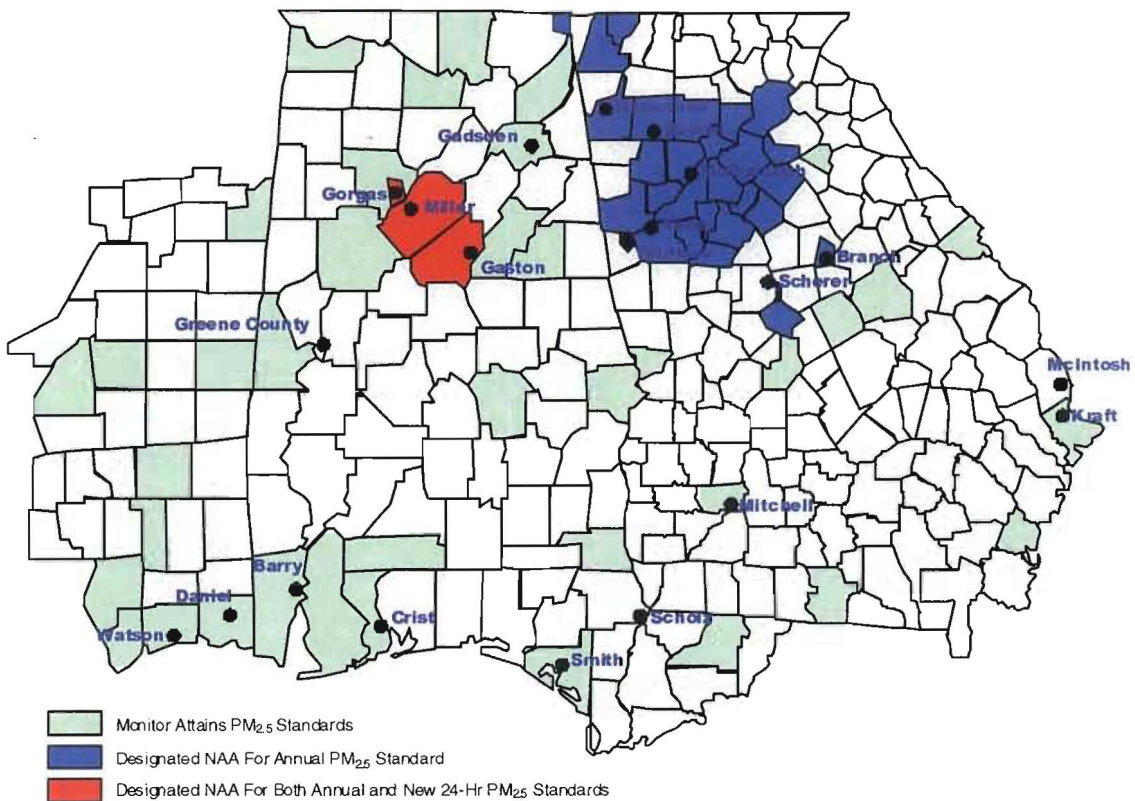 Gadsden
Gorgas
Miller
Gaston
Branch
Scherer
Greene County
McIntosh
Kraft
Mitchell
Barry
Daniel
Crist
Watson
Scholz
Smith
Monitor Attains PM2.5 Standards
Designated NAA For Annual PM2.5 Standard
Designated NAA For Both Annual and New 24-Hr PM2.5 Standards